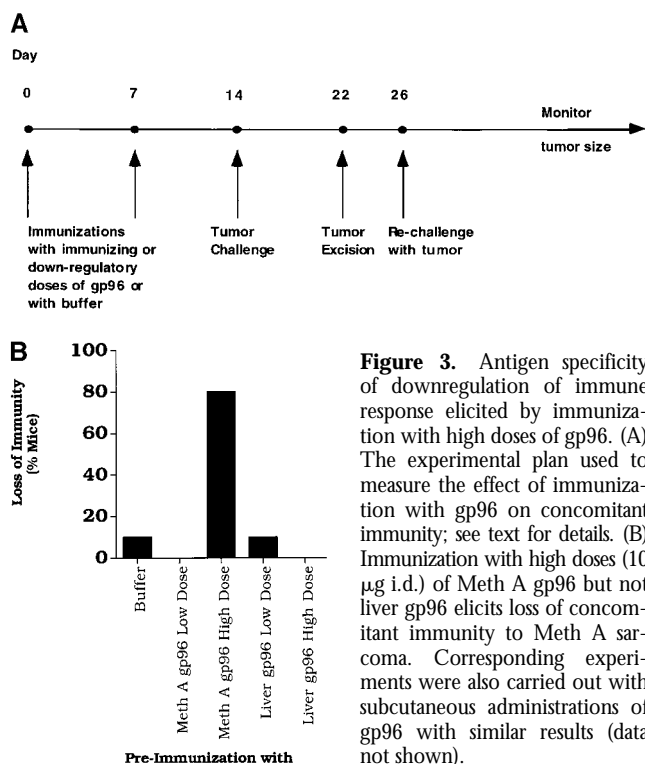 A
Day
0 7 14 22 26
Monitor
tumor size
Immunizations
with immunizing or
down-regulatory
doses of gp96 or
with buffer
Tumor
Challenge
Tumor
Excision
Re-challenge
with tumor
B
Loss of Immunity
(% Mice)
100
80
60
40
20
0
Buffer
Meth A gp96 Low Dose
Meth A gp96 High Dose
Liver gp96 Low Dose
Liver gp96 High Dose
Pre-Immunization with
Figure 3. Antigen specificity
of downregulation of immune
response elicited by immuniza-
tion with high doses of gp96. (A)
The experimental plan used to
measure the effect of immuniza-
tion with gp96 on concomitant
immunity; see text for details. (B)
Immunization with high doses (10
μg i.d.) of Meth A gp96 but not
liver gp96 elicits loss of concom-
itant immunity to Meth A sar-
coma. Corresponding experi-
ments were also carried out with
subcutaneous administrations of
gp96 with similar results (data
not shown).